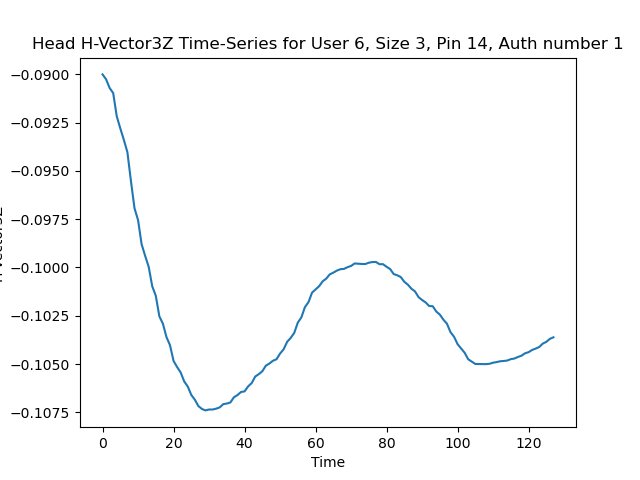 Head H-Vector3Z Time-Series for User 6, Size 3, Pin 14, Auth number 1
−0.0900
−0.0925
−0.0950
−0.0975
−0.1000
−0.1025
−0.1050
−0.1075
0 20 40 60 80 100 120
Time